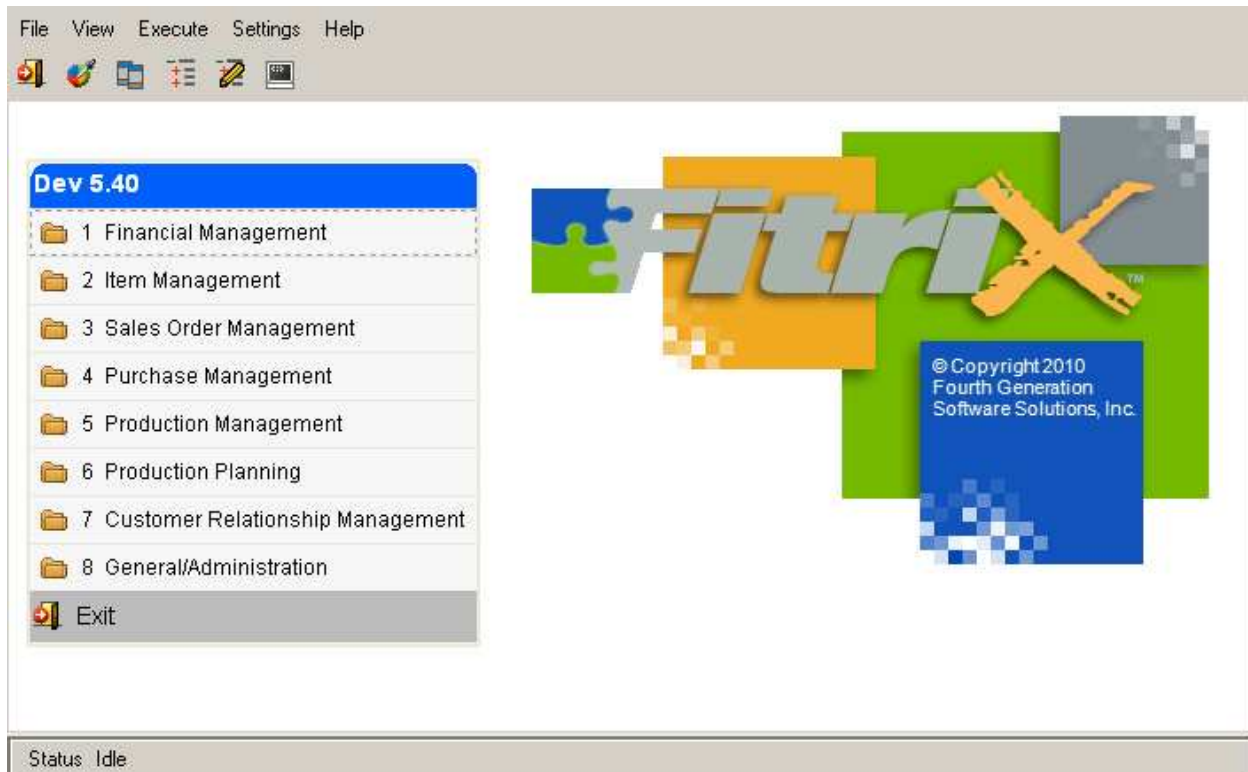 File View Execute Settings Help
Dev 5.40
1 Financial Management
2 Item Management
3 Sales Order Management
4 Purchase Management
5 Production Management
6 Production Planning
7 Customer Relationship Management
8 General/Administration
Exit
FitriX™
© Copyright 2010
Fourth Generation
Software Solutions, Inc.
Status Idle